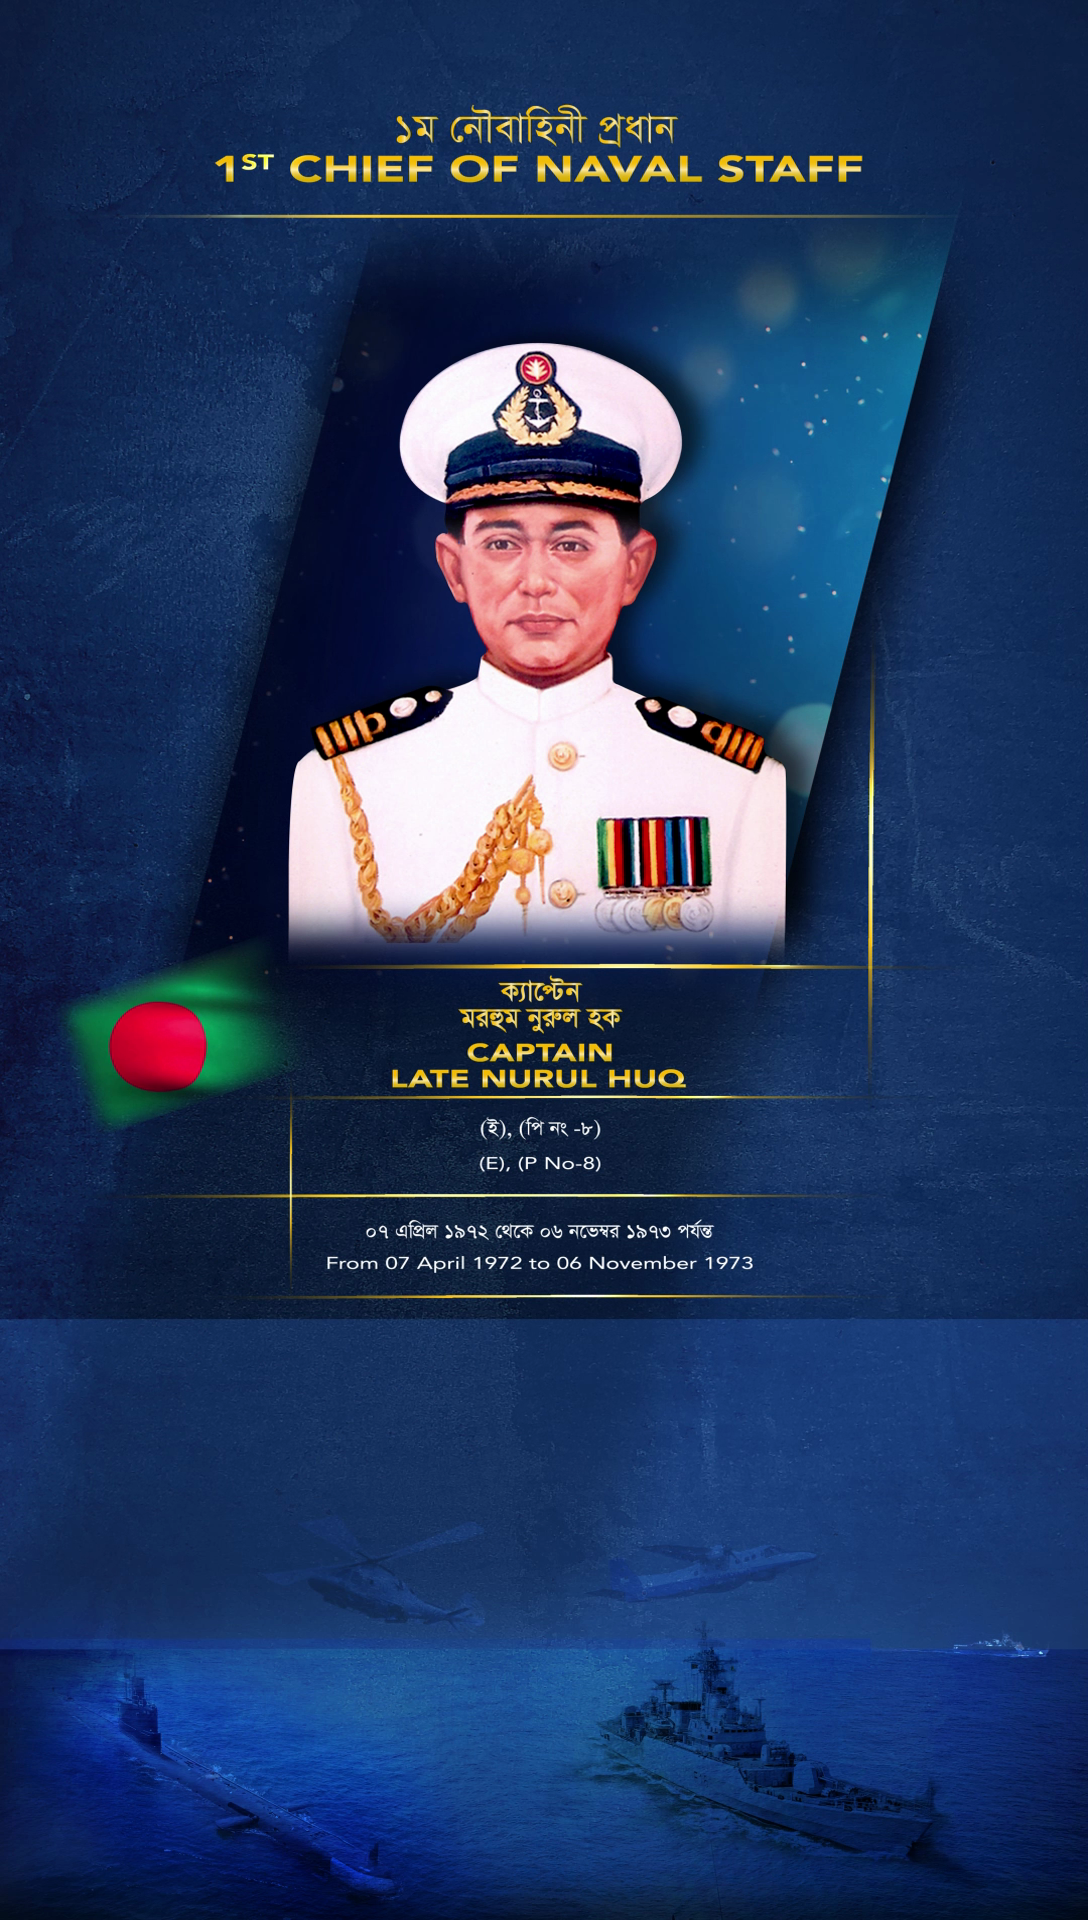 ১ম নৌবাহিনী প্রধান
1ST CHIEF OF NAVAL STAFF
ক্যাপ্টেন
মরহুম নুরুল হক
CAPTAIN
LATE NURUL HUQ
(ই), (পি নং -৮)
(E), (P No-8)
০৭ এপ্রিল ১৯৭২ থেকে ০৬ নভেম্বর ১৯৭৩ পর্যন্ত
From 07 April 1972 to 06 November 1973